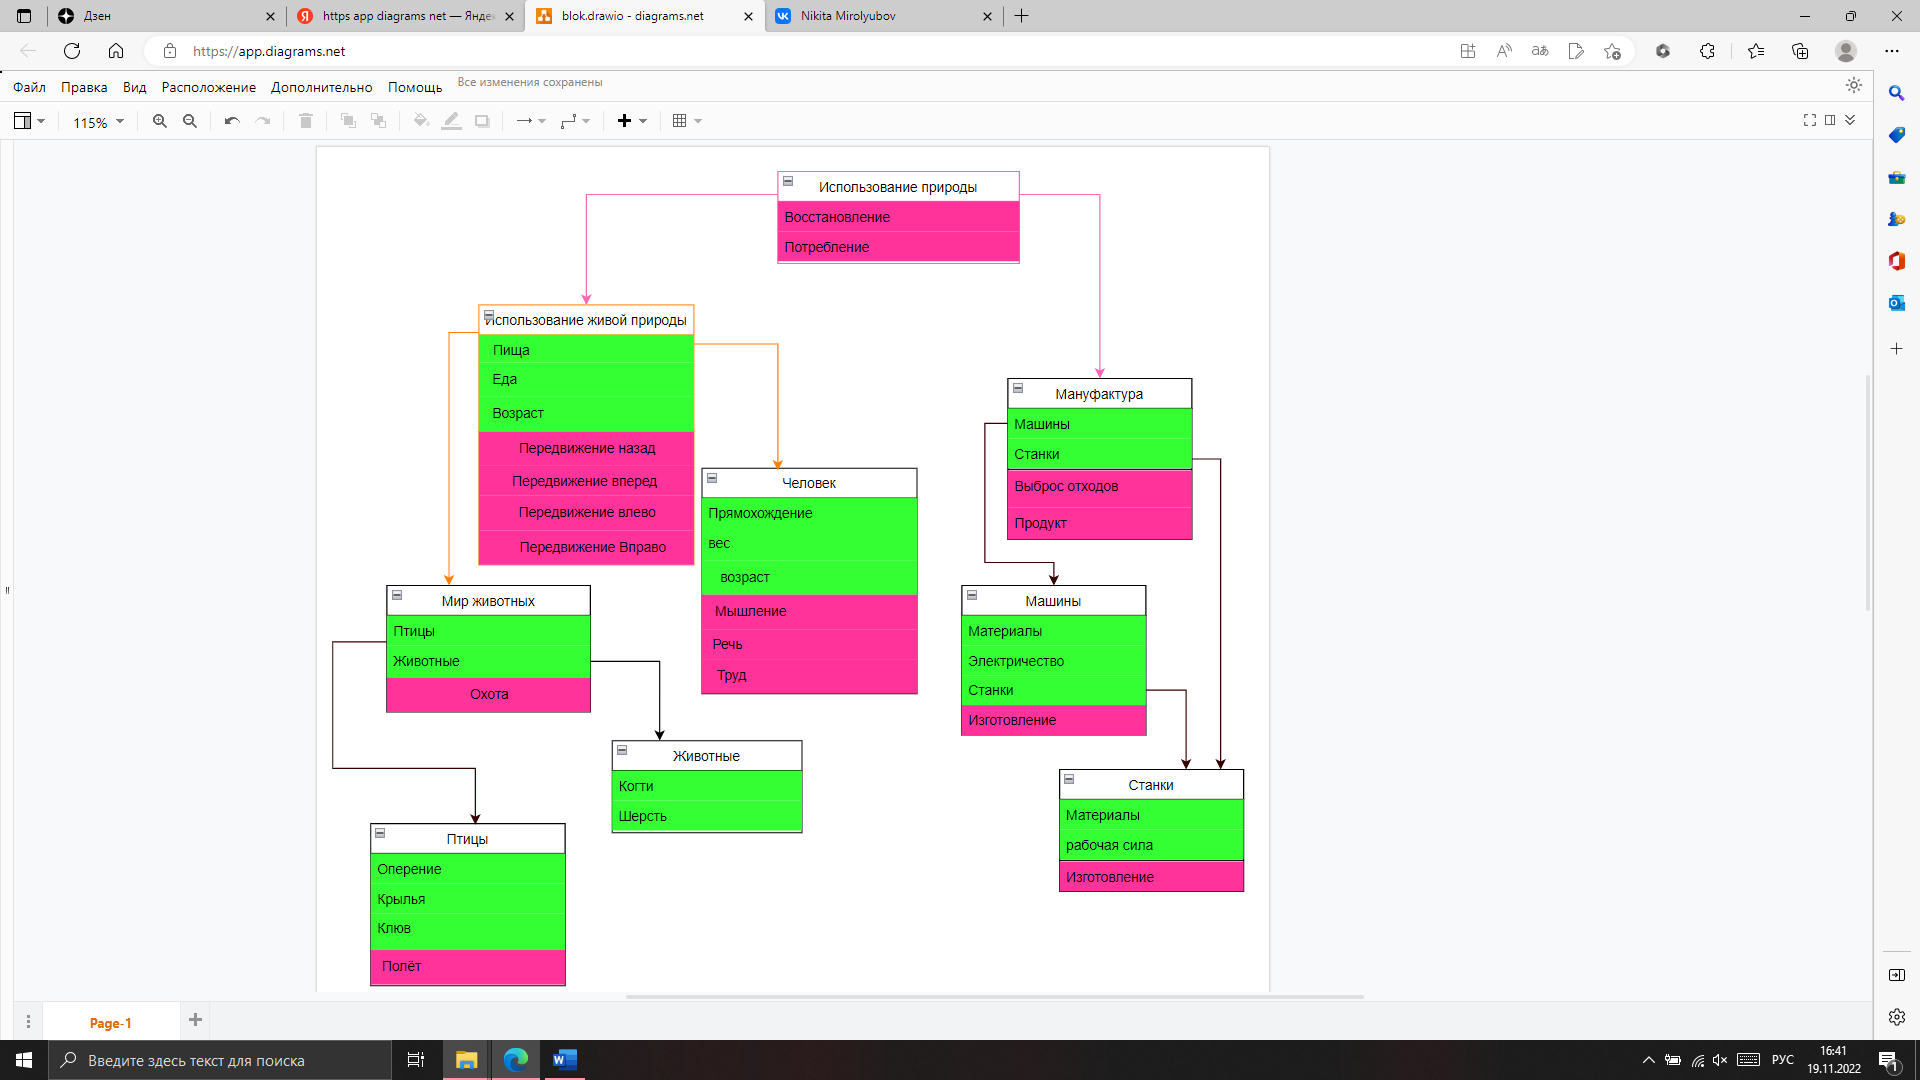 Дзен
https app diagrams net — Янде
blok.drawio - diagrams.net
Nikita Mirolyubov
https://app.diagrams.net
Файл Правка Вид Расположение Дополнительно Помощь Все изменения сохранены
115%
Использование природы
Восстановление
Потребление
Использование живой природы
Пища
Еда
Возраст
Передвижение назад
Передвижение вперед
Передвижение влево
Передвижение Вправо
Человек
Прямохождение
вес
возраст
Мышление
Речь
Труд
Мануфактура
Машины
Станки
Выброс отходов
Продукт
Мир животных
Птицы
Животные
Охота
Машины
Материалы
Электричество
Станки
Изготовление
Животные
Когти
Шерсть
Станки
Материалы
рабочая сила
Изготовление
Птицы
Оперение
Крылья
Клюв
Полёт
Page-1
Введите здесь текст для поиска
РУС
16:41
19.11.2022
1